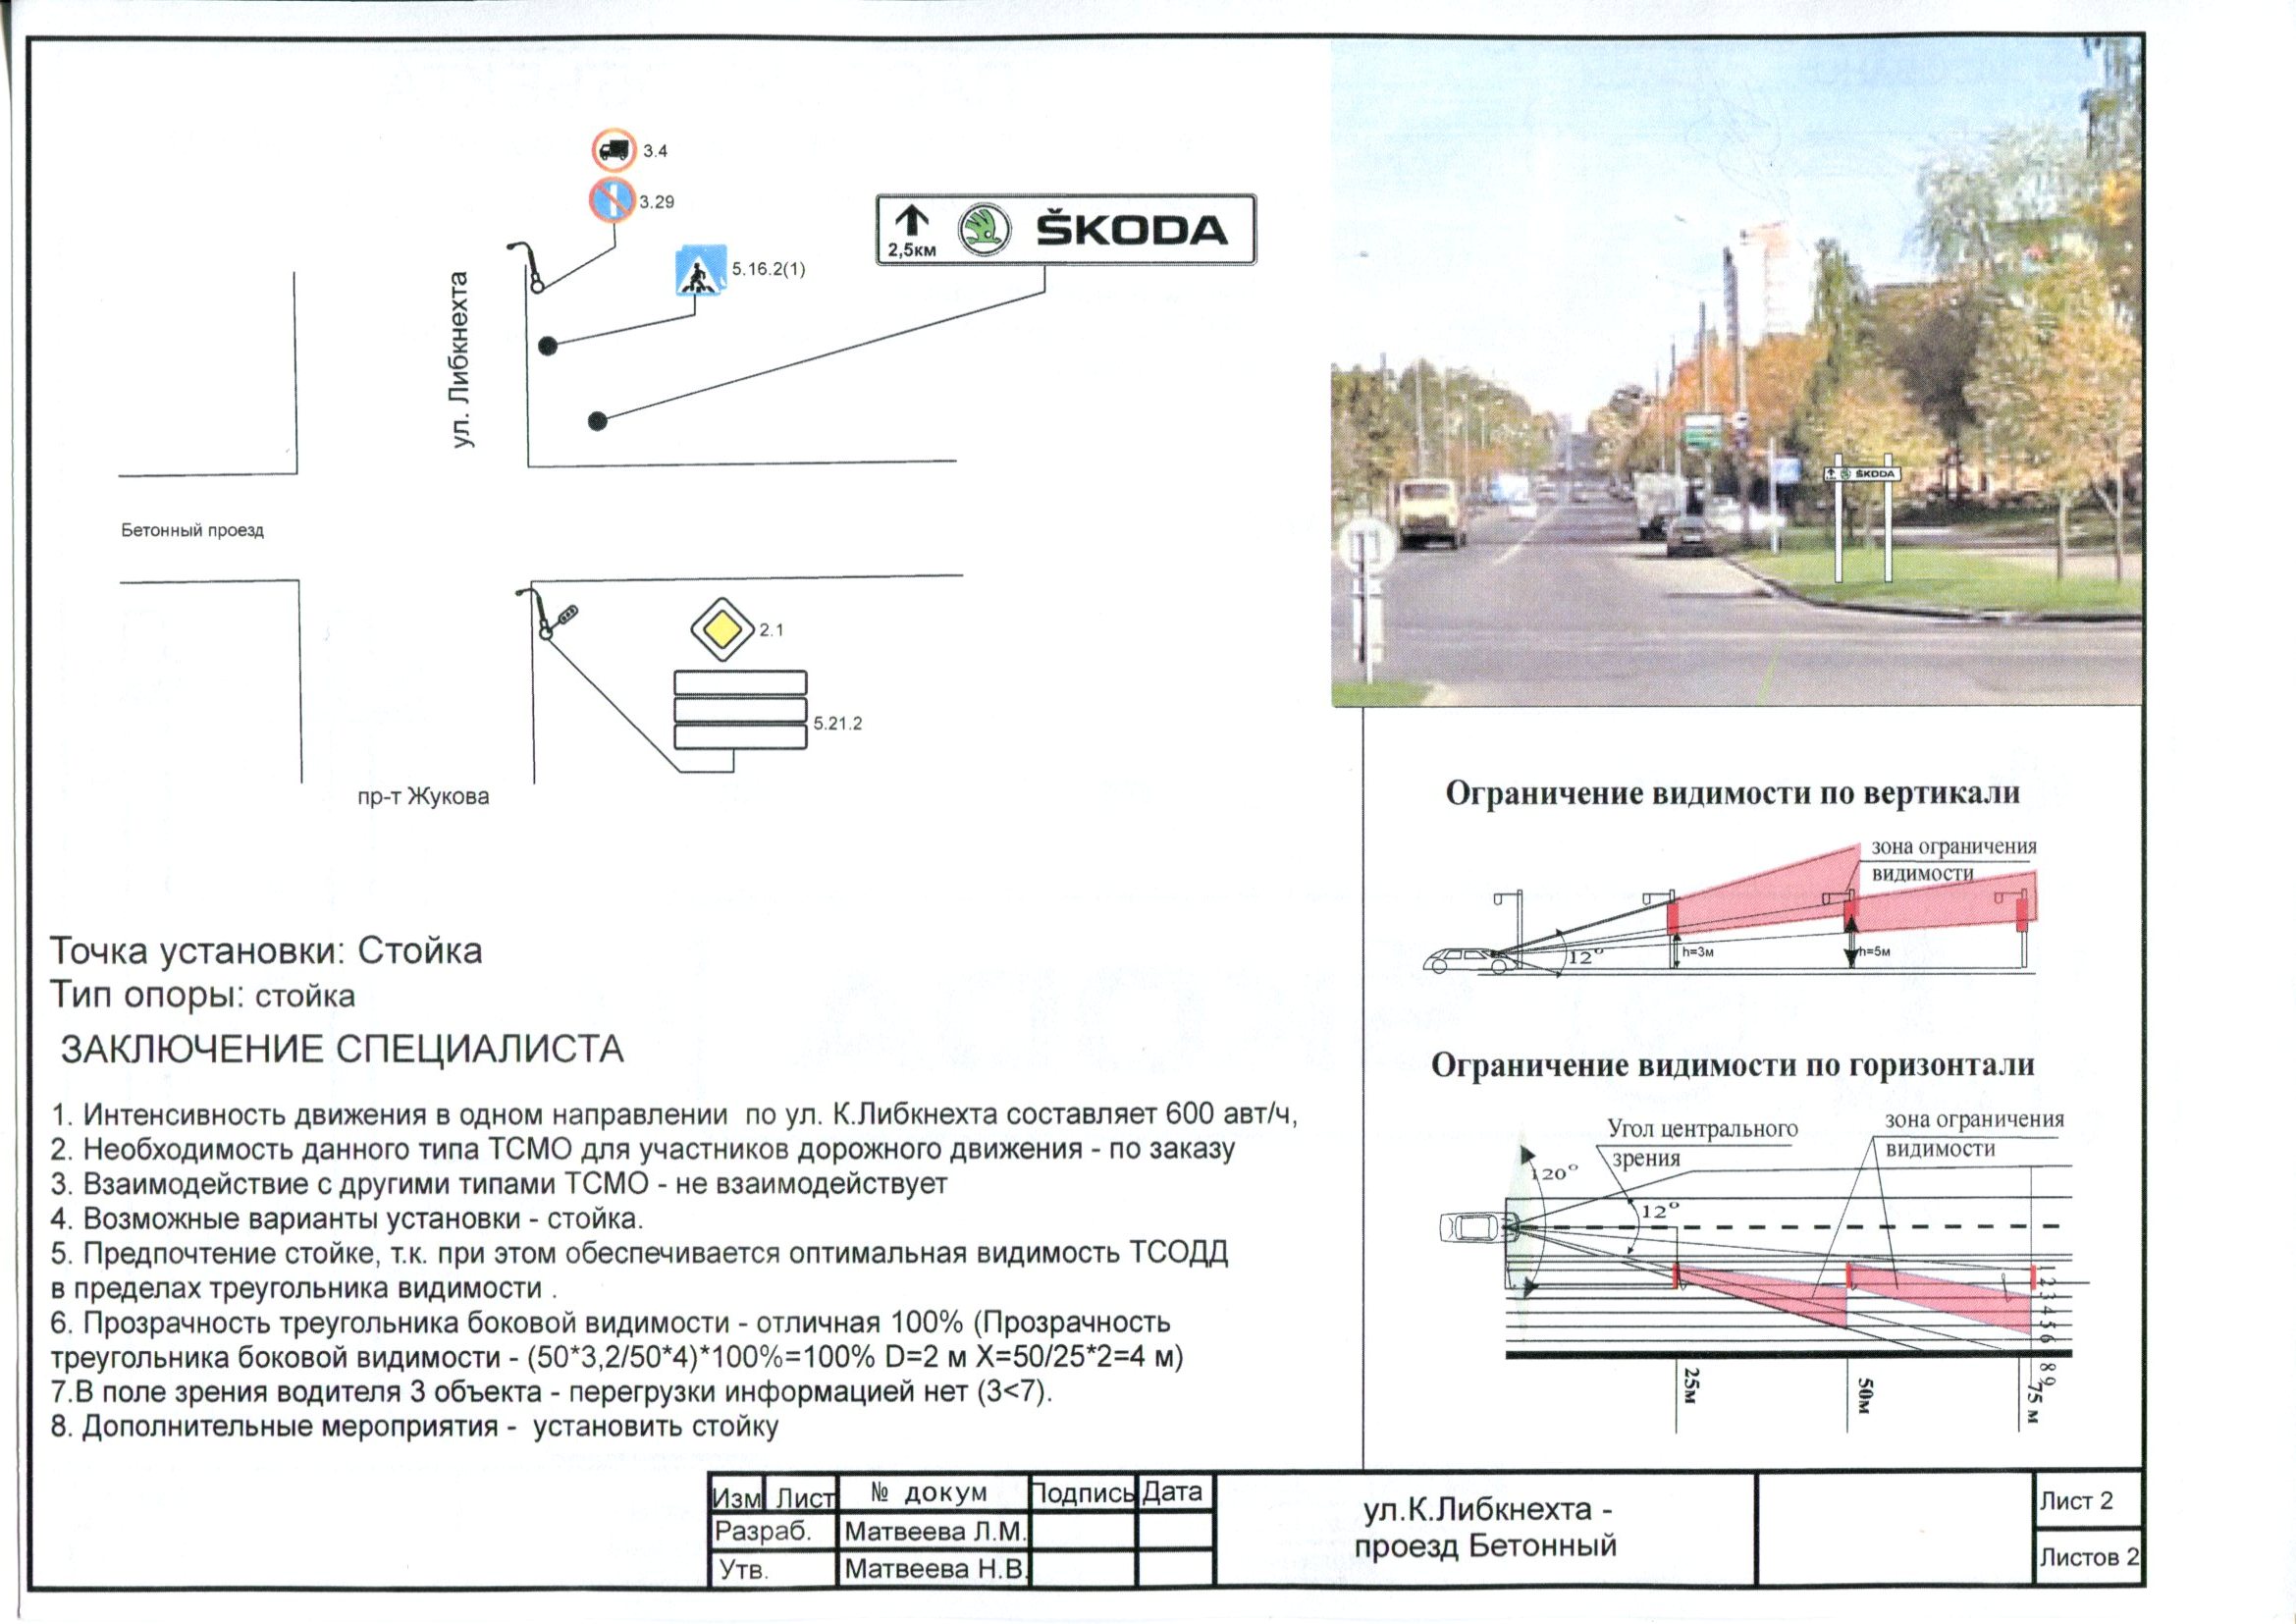 3.4
3.29
5.16.2(1)
2,5км
ŠKODA
ул. Либкнехта
Бетонный проезд
2.1
5.21.2
пр-т Жукова
ŠKODA
Ограничение видимости по вертикали
зона ограничения
видимости
12°
h=3м
h=5м
Ограничение видимости по горизонтали
Угол центрального
зрения
зона ограничения
видимости
120°
12°
1 2 3 4 5 6
8 9
25м
50м
75 м
Точка установки: Стойка
Тип опоры: стойка
ЗАКЛЮЧЕНИЕ СПЕЦИАЛИСТА
1. Интенсивность движения в одном направлении по ул. К.Либкнехта составляет 600 авт/ч,
2. Необходимость данного типа ТСМО для участников дорожного движения - по заказу
3. Взаимодействие с другими типами ТСМО - не взаимодействует
4. Возможные варианты установки - стойка.
5. Предпочтение стойке, т.к. при этом обеспечивается оптимальная видимость ТСОДД
в пределах треугольника видимости .
6. Прозрачность треугольника боковой видимости - отличная 100% (Прозрачность
треугольника боковой видимости - (50*3,2/50*4)*100%=100% D=2 м X=50/25*2=4 м)
7.В поле зрения водителя 3 объекта - перегрузки информацией нет (3<7).
8. Дополнительные мероприятия - установить стойку
Изм Лист № докум Подпись Дата
Разраб. Матвеева Л.М.
Утв. Матвеева Н.В.
ул.К.Либкнехта -
проезд Бетонный
Лист 2
Листов 2